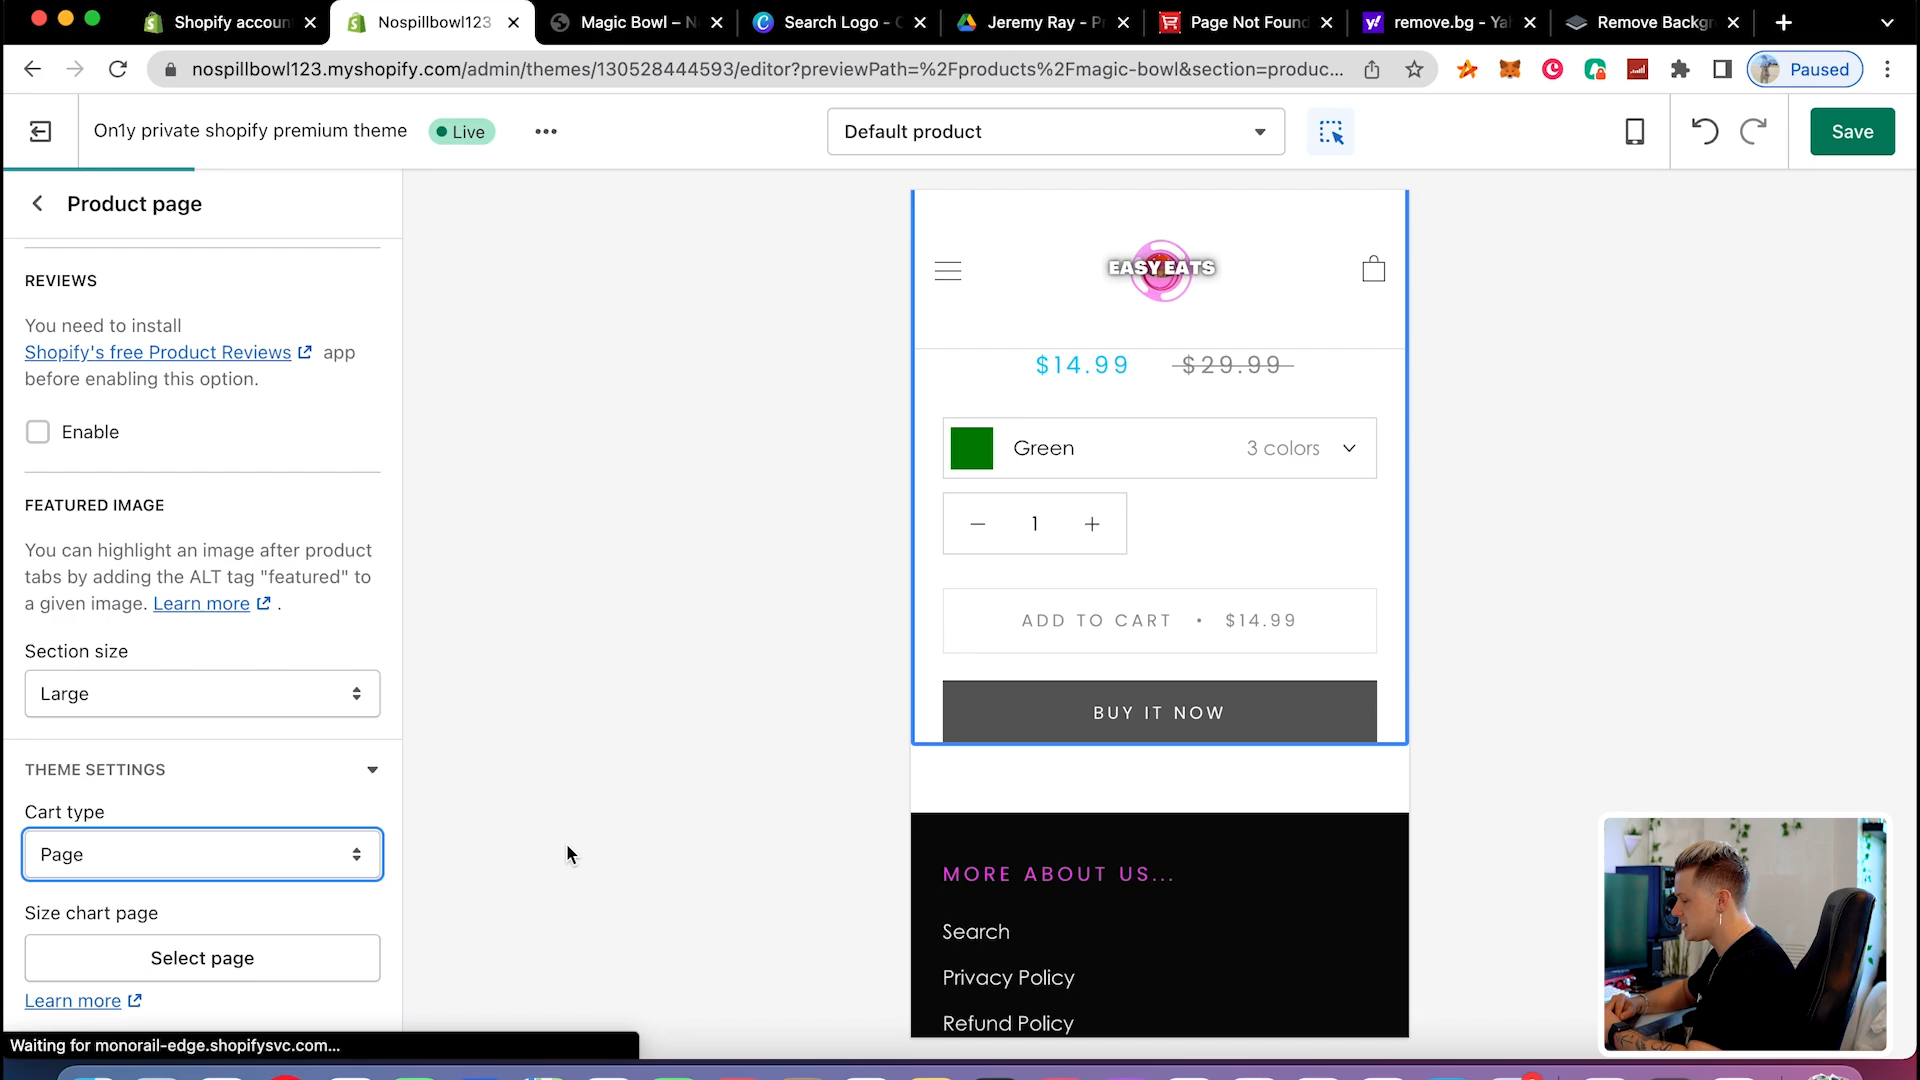 Shopify accoun
Nospillbowl123
Magic Bowl – N
Search Logo - C
Jeremy Ray - P
Page Not Found
remove.bg - Ya
Remove Backgr
nospillbowl123.myshopify.com/admin/themes/130528444593/editor?previewPath=%2Fproducts%2Fmagic-bowl&section=produc...
Paused
On1y private shopify premium theme
Live
Default product
Save
Product page
REVIEWS
You need to install
Shopify's free Product Reviews app
before enabling this option.
Enable
FEATURED IMAGE
You can highlight an image after product
tabs by adding the ALT tag "featured" to
a given image. Learn more .
Section size
Large
THEME SETTINGS
Cart type
Page
Size chart page
Select page
Learn more
Waiting for monorail-edge.shopifysvc.com...
EASY EATS
$14.99 $29.99
Green 3 colors
1
ADD TO CART • $14.99
BUY IT NOW
MORE ABOUT US...
Search
Privacy Policy
Refund Policy